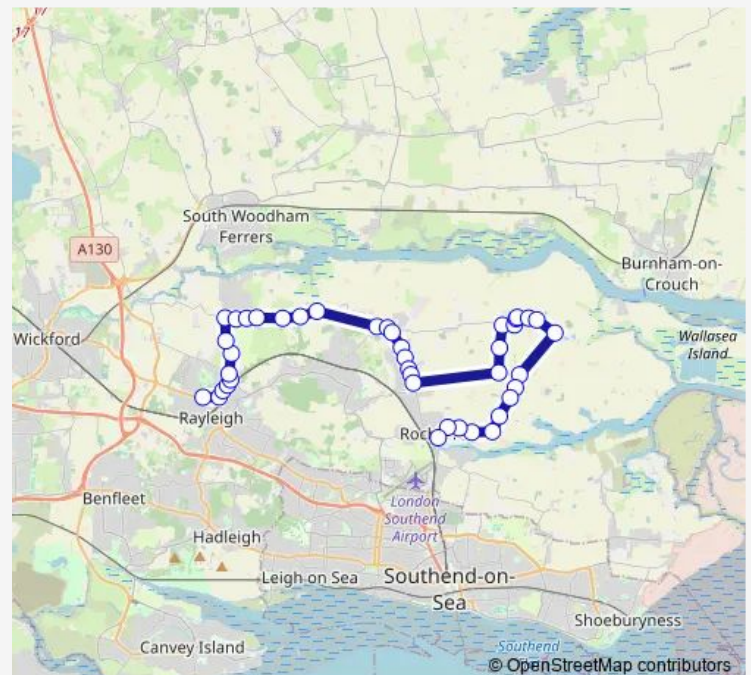 South Woodham
Ferrers
A130
Burnham-on-
Crouch
Wickford
Wallasea
Island
Rayleigh
London
Southend
Airport
Benfleet
Hadleigh
Leigh on Sea
Southend-on-
Sea
Shoeburyness
Canvey Island
Southend
© OpenStreetMap contributors